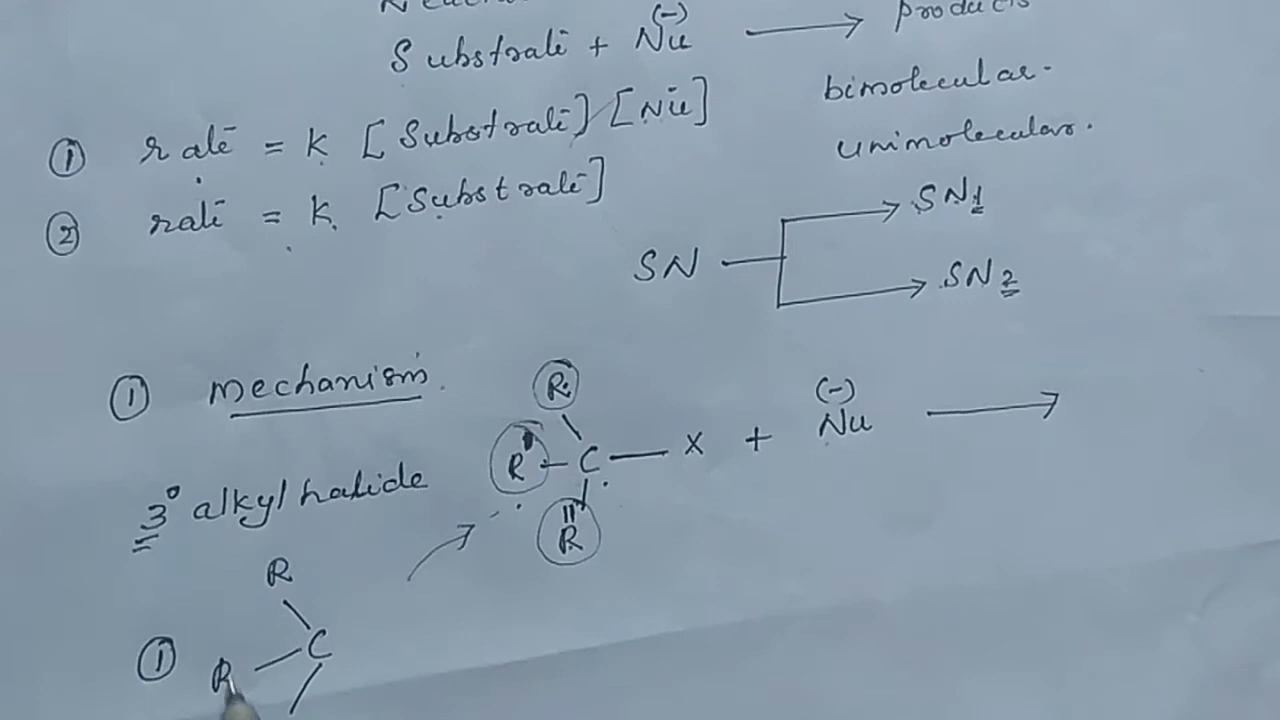 Substrate + Nu (-) → products
① rate = k [Substrate] [Nu] bimolecular.
② rate = k [Substrate] unimolecular.
SN → SN1
→ SN2
① mechanism.
3° alkyl halide
R
R' - C - X + Nu (-) →
R''
① R
R - C